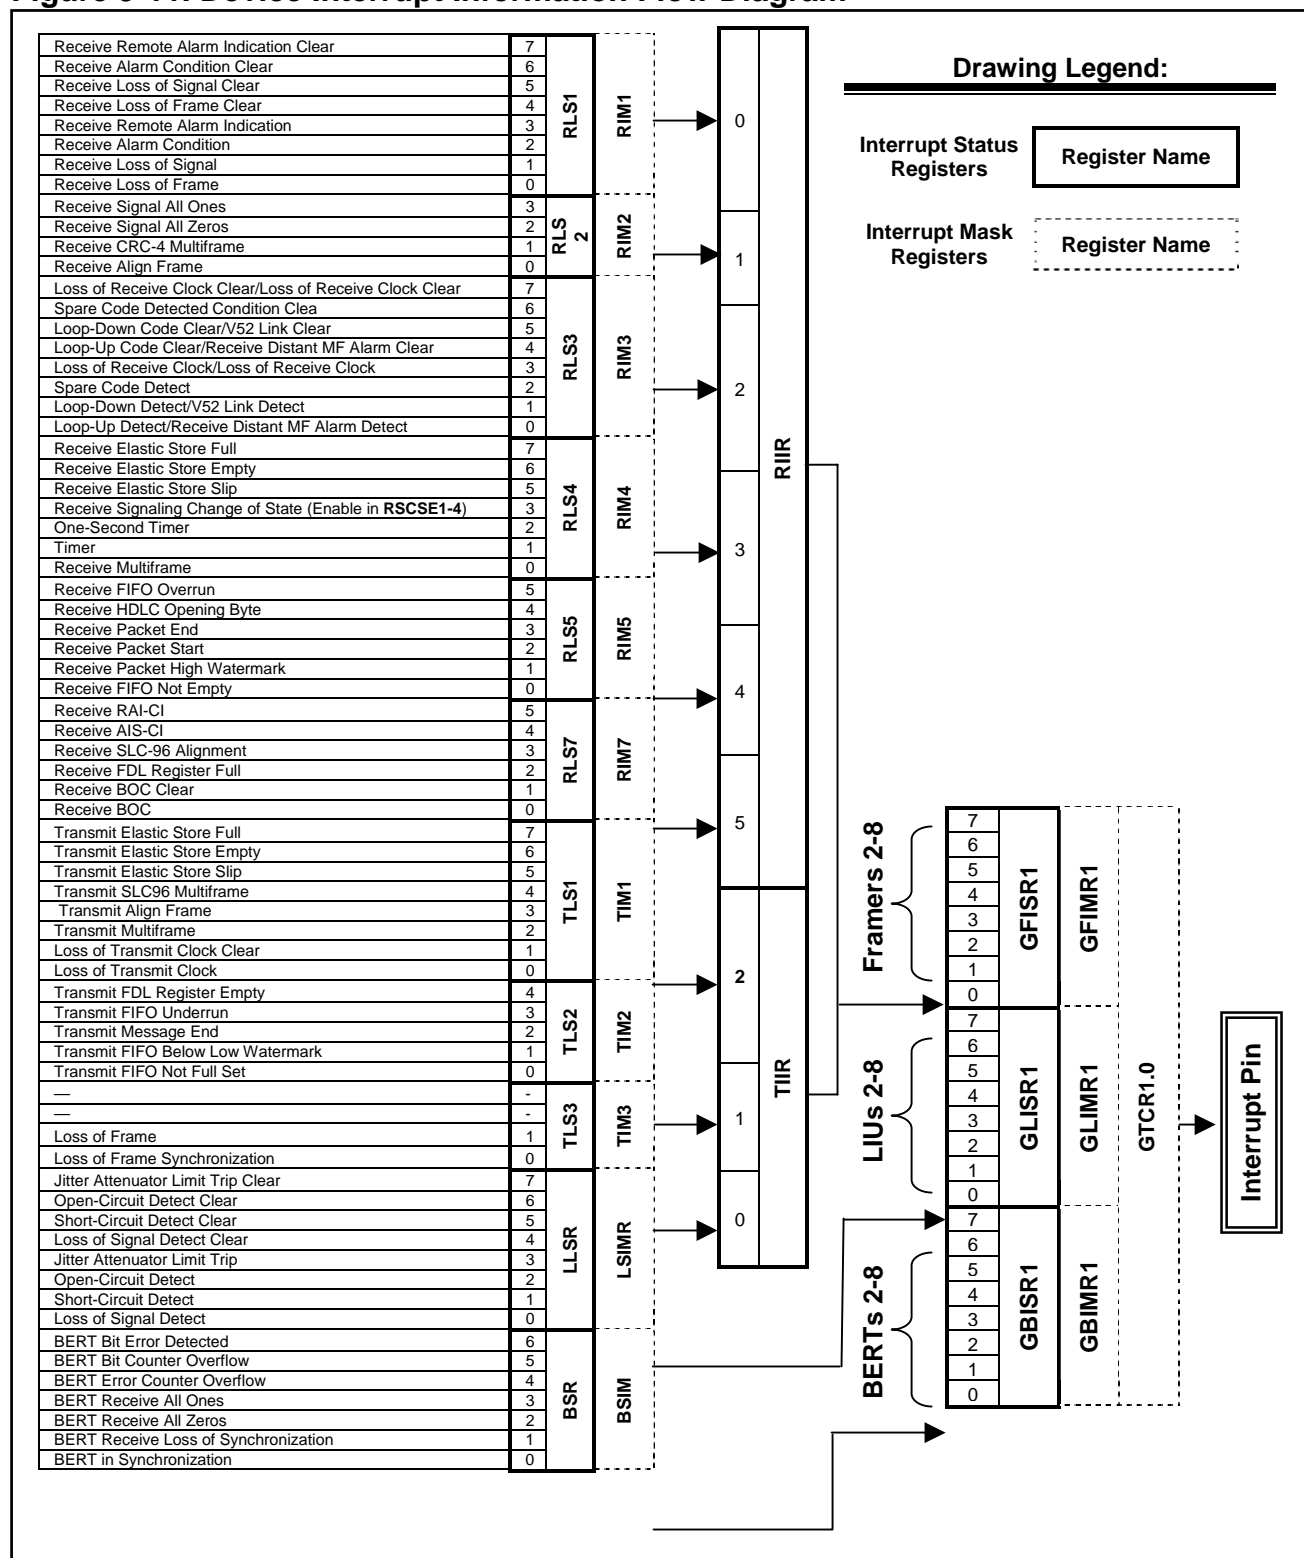 Receive Remote Alarm Indication Clear 7
Receive Alarm Condition Clear 6
Receive Loss of Signal Clear 5
Receive Loss of Frame Clear 4
Receive Remote Alarm Indication 3
Receive Alarm Condition 2
Receive Loss of Signal 1
Receive Loss of Frame 0
RLS1
RIM1
Receive Signal All Ones 3
Receive Signal All Zeros 2
Receive CRC-4 Multiframe 1
Receive Align Frame 0
RLS
2
RIM2
Loss of Receive Clock Clear/Loss of Receive Clock Clear 7
Spare Code Detected Condition Clea 6
Loop-Down Code Clear/V52 Link Clear 5
Loop-Up Code Clear/Receive Distant MF Alarm Clear 4
Loss of Receive Clock/Loss of Receive Clock 3
Spare Code Detect 2
Loop-Down Detect/V52 Link Detect 1
Loop-Up Detect/Receive Distant MF Alarm Detect 0
RLS3
RIM3
Receive Elastic Store Full 7
Receive Elastic Store Empty 6
Receive Elastic Store Slip 5
Receive Signaling Change of State (Enable in RSCSE1-4) 3
One-Second Timer 2
Timer 1
Receive Multiframe 0
RLS4
RIM4
Receive FIFO Overrun 5
Receive HDLC Opening Byte 4
Receive Packet End 3
Receive Packet Start 2
Receive Packet High Watermark 1
Receive FIFO Not Empty 0
RLS5
RIM5
Receive RAI-CI 5
Receive AIS-CI 4
Receive SLC-96 Alignment 3
Receive FDL Register Full 2
Receive BOC Clear 1
Receive BOC 0
RLS7
RIM7
Transmit Elastic Store Full 7
Transmit Elastic Store Empty 6
Transmit Elastic Store Slip 5
Transmit SLC96 Multiframe 4
Transmit Align Frame 3
Transmit Multiframe 2
Loss of Transmit Clock Clear 1
Loss of Transmit Clock 0
TLS1
TIM1
Transmit FDL Register Empty 4
Transmit FIFO Underrun 3
Transmit Message End 2
Transmit FIFO Below Low Watermark 1
Transmit FIFO Not Full Set 0
TLS2
TIM2
— -
— -
Loss of Frame 1
Loss of Frame Synchronization 0
TLS3
TIM3
Jitter Attenuator Limit Trip Clear 7
Open-Circuit Detect Clear 6
Short-Circuit Detect Clear 5
Loss of Signal Detect Clear 4
Jitter Attenuator Limit Trip 3
Open-Circuit Detect 2
Short-Circuit Detect 1
Loss of Signal Detect 0
LLSR
LSIMR
BERT Bit Error Detected 6
BERT Bit Counter Overflow 5
BERT Error Counter Overflow 4
BERT Receive All Ones 3
BERT Receive All Zeros 2
BERT Receive Loss of Synchronization 1
BERT in Synchronization 0
BSR
BSIM
0
1
2
3
4
5
RIIR
2
1
0
TIIR
Drawing Legend:
Interrupt Status
Registers
Register Name
Interrupt Mask
Registers
Register Name
Framers 2-8
7
6
5
4
3
2
1
0
GFISR1
GFIMR1
LIUs 2-8
7
6
5
4
3
2
1
0
GLISR1
GLIMR1
BERTs 2-8
7
6
5
4
3
2
1
0
GBISR1
GBIMR1
GTCR1.0
Interrupt Pin